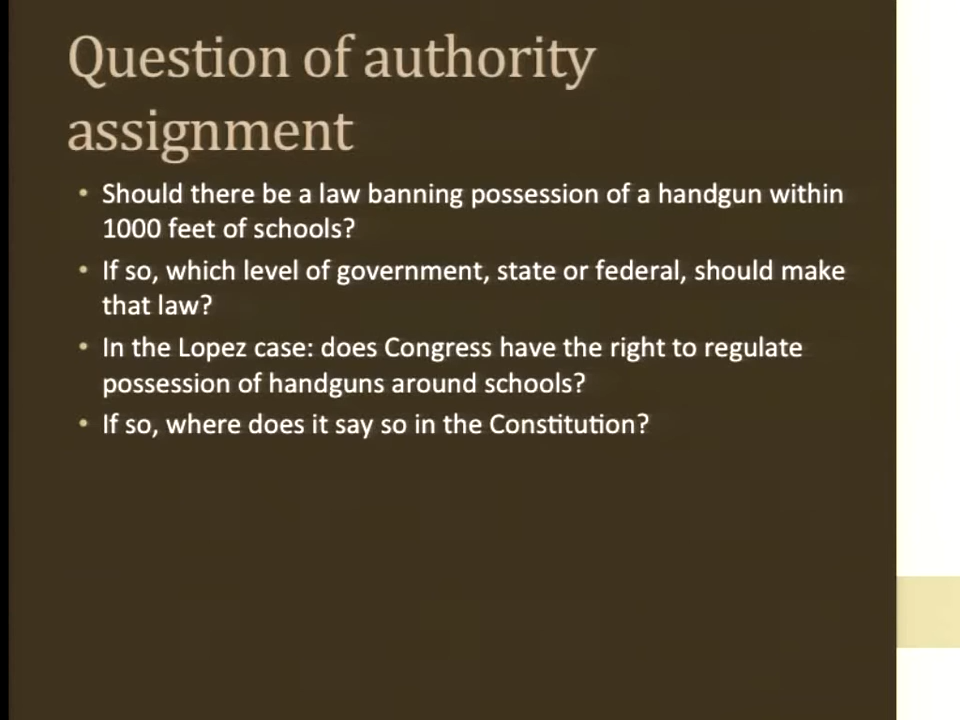 Question of authority
assignment
• Should there be a law banning possession of a handgun within
1000 feet of schools?
• If so, which level of government, state or federal, should make
that law?
• In the Lopez case: does Congress have the right to regulate
possession of handguns around schools?
• If so, where does it say so in the Constitution?